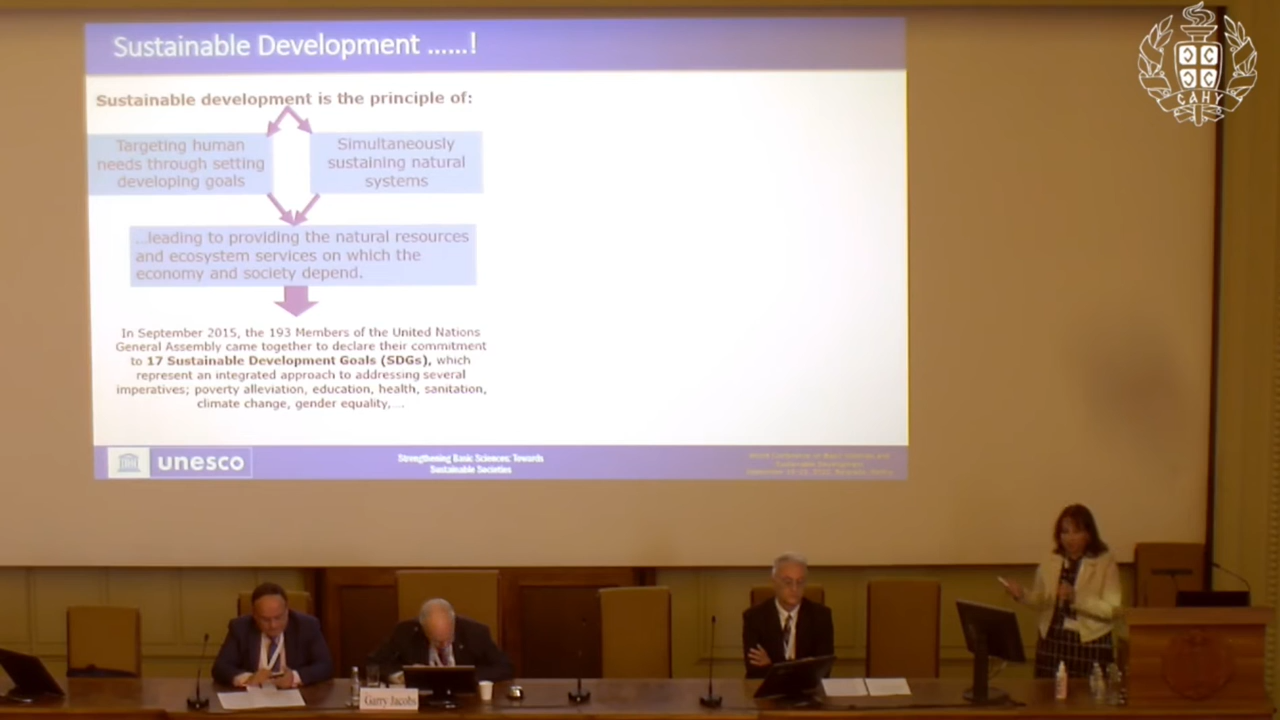 Sustainable Development ......!
Sustainable development is the principle of:
Targeting human
needs through setting
developing goals
Simultaneously
sustaining natural
systems
...leading to providing the natural resources
and ecosystem services on which the
economy and society depend.
In September 2015, the 193 Members of the United Nations
General Assembly came together to declare their commitment
to 17 Sustainable Development Goals (SDGs), which
represent an integrated approach to addressing several
imperatives; poverty alleviation, education, health, sanitation,
climate change, gender equality,...
unesco
Strengthening Basic Sciences: Towards
Sustainable Societies
Garry Jacobs
САНУ